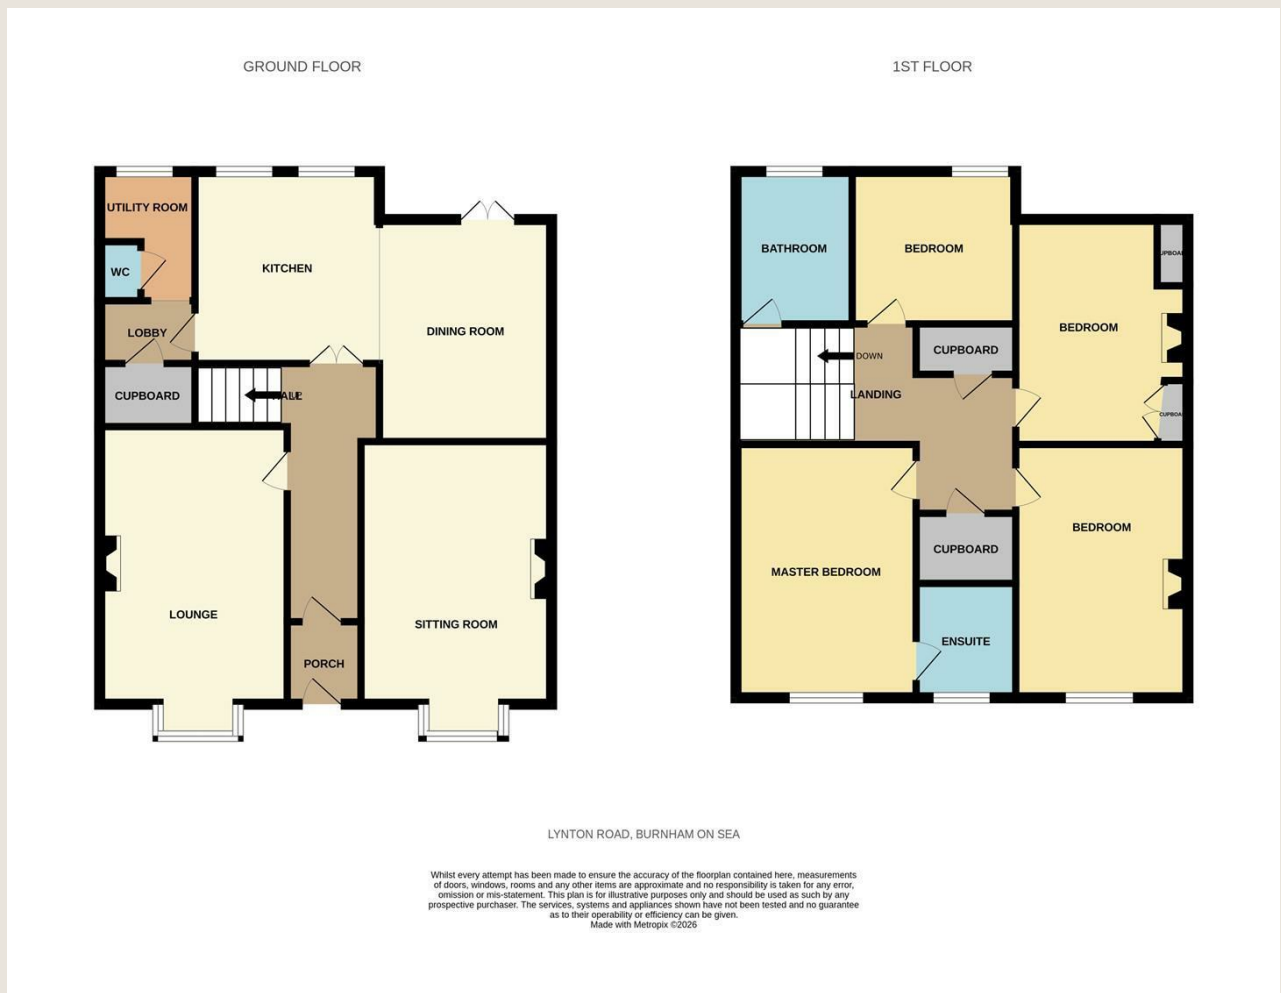 GROUND FLOOR
UTILITY ROOM
WC
KITCHEN
LOBBY
DINING ROOM
CUPBOARD
LOUNGE
SITTING ROOM
PORCH
1ST FLOOR
BATHROOM
BEDROOM
BEDROOM
CUPBOARD
DOWN
LANDING
BEDROOM
MASTER BEDROOM
CUPBOARD
ENSUITE
LYNTON ROAD, BURNHAM ON SEA
Whilst every attempt has been made to ensure the accuracy of the floorplan contained here, measurements
of doors, windows, rooms and any other items are approximate and no responsibility is taken for any error,
omission or mis-statement. This plan is for illustrative purposes only and should be used as such by any
prospective purchaser. The services, systems and appliances shown have not been tested and no guarantee
as to their operability or efficiency can be given.
Made with Metropix ©2026